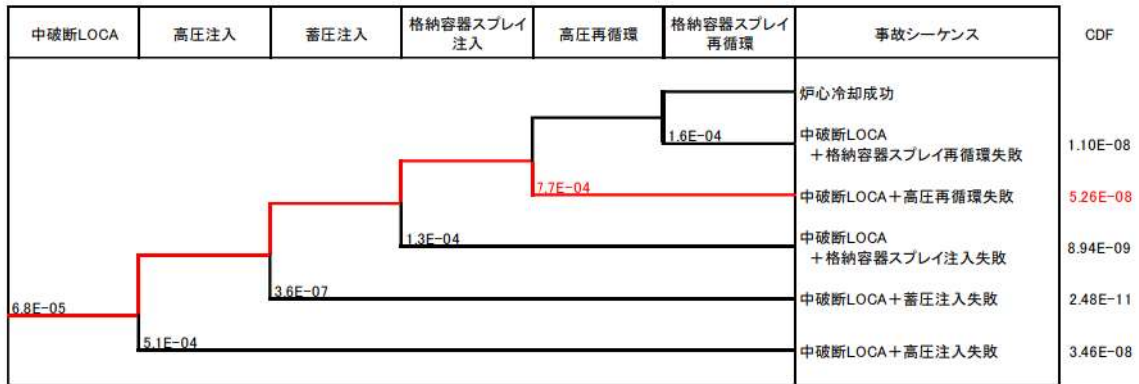 中破断LOCA 高圧注入 蓄圧注入 格納容器スプレイ 高圧再循環 格納容器スプレイ 事故シーケンス CDF
注入 再循環
炉心冷却成功
1.6E-04 中破断LOCA
+格納容器スプレイ再循環失敗 1.10E-08
7.7E-04 中破断LOCA+高圧再循環失敗 5.26E-08
1.3E-04 中破断LOCA
+格納容器スプレイ注入失敗 8.94E-09
6.8E-05 3.6E-07 中破断LOCA+蓄圧注入失敗 2.48E-11
5.1E-04 中破断LOCA+高圧注入失敗 3.46E-08